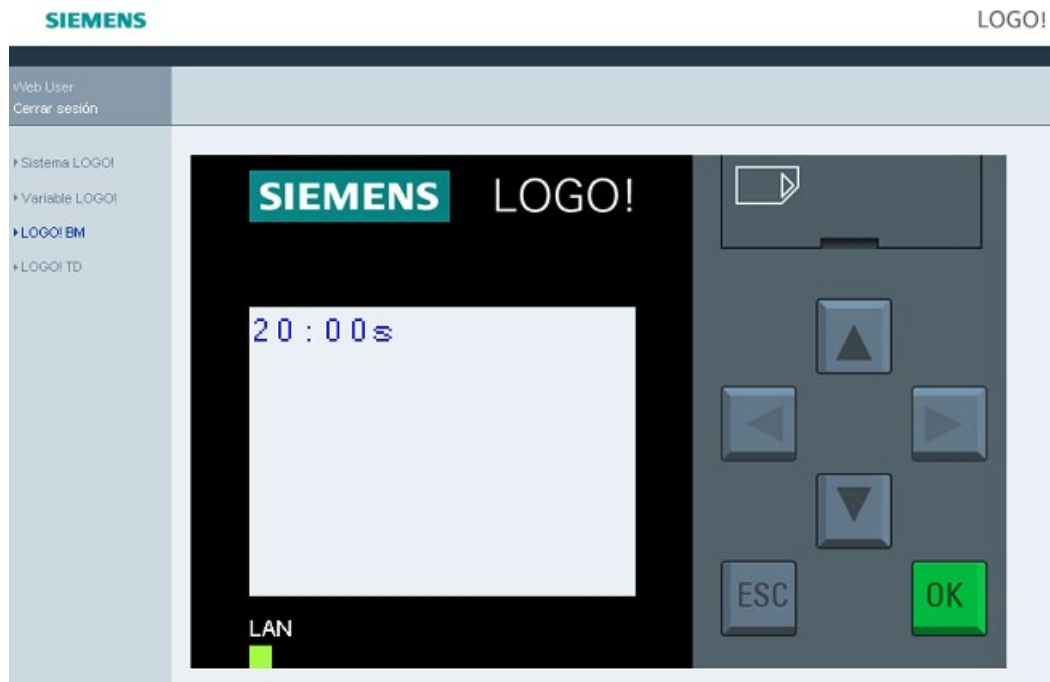 SIEMENS
LOGO!
Web User
Cerrar sesión
Sistema LOGO!
Variable LOGO!
LOGO! BM
LOGO! TD
SIEMENS LOGO!
20:00s
LAN
ESC
OK